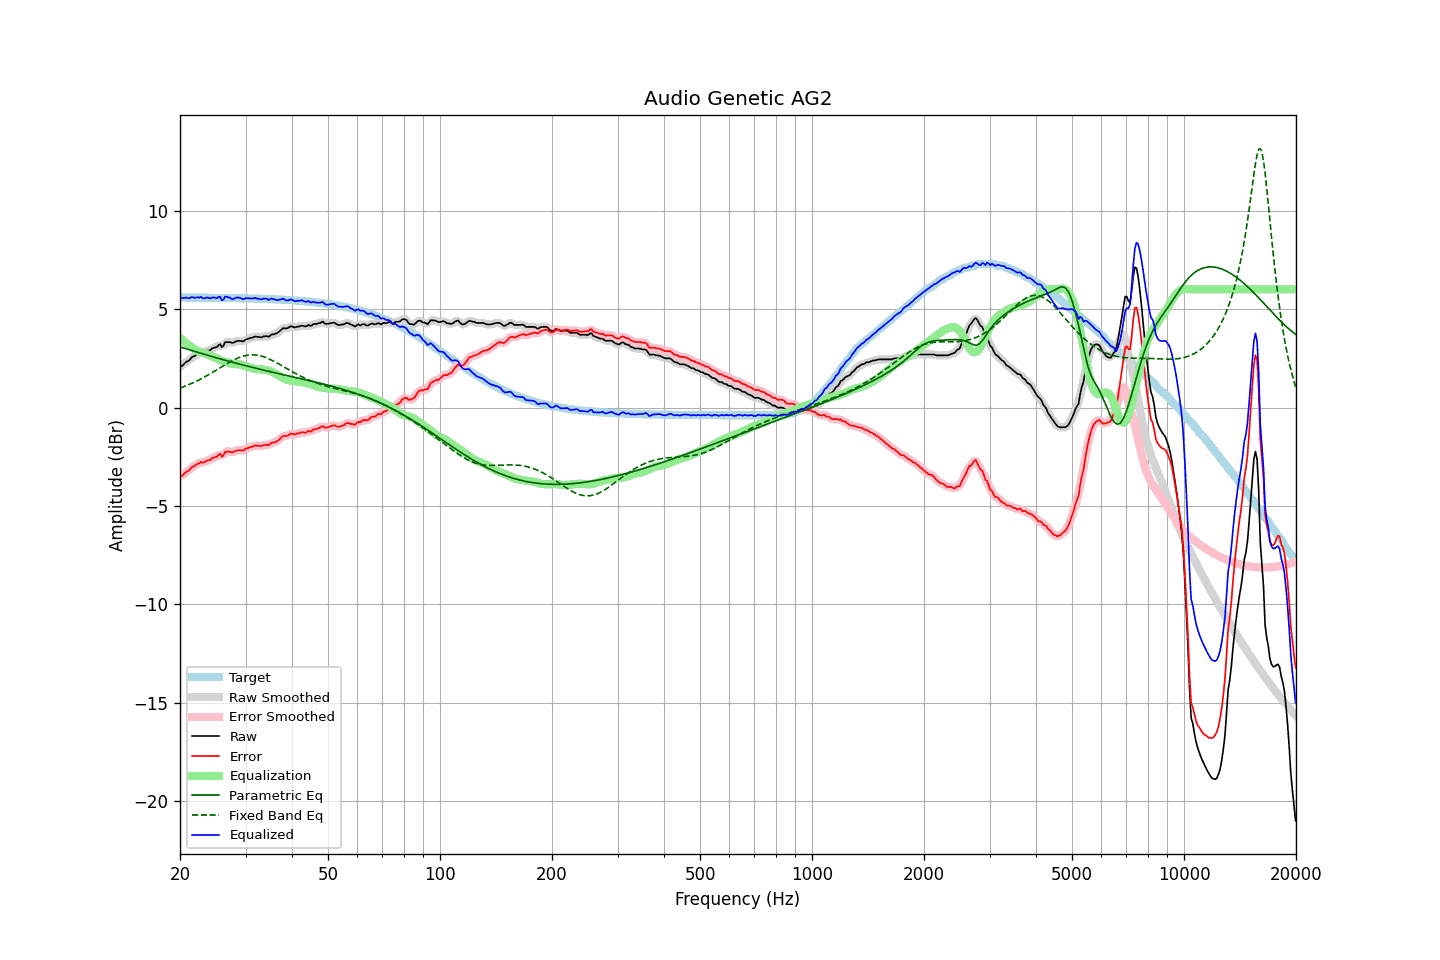 Audio Genetic AG2
Amplitude (dBr)
10
5
0
−5
−10
−15
−20
Target
Raw Smoothed
Error Smoothed
Raw
Error
Equalization
Parametric Eq
Fixed Band Eq
Equalized
20 50 100 200 500 1000 2000 5000 10000 20000
Frequency (Hz)